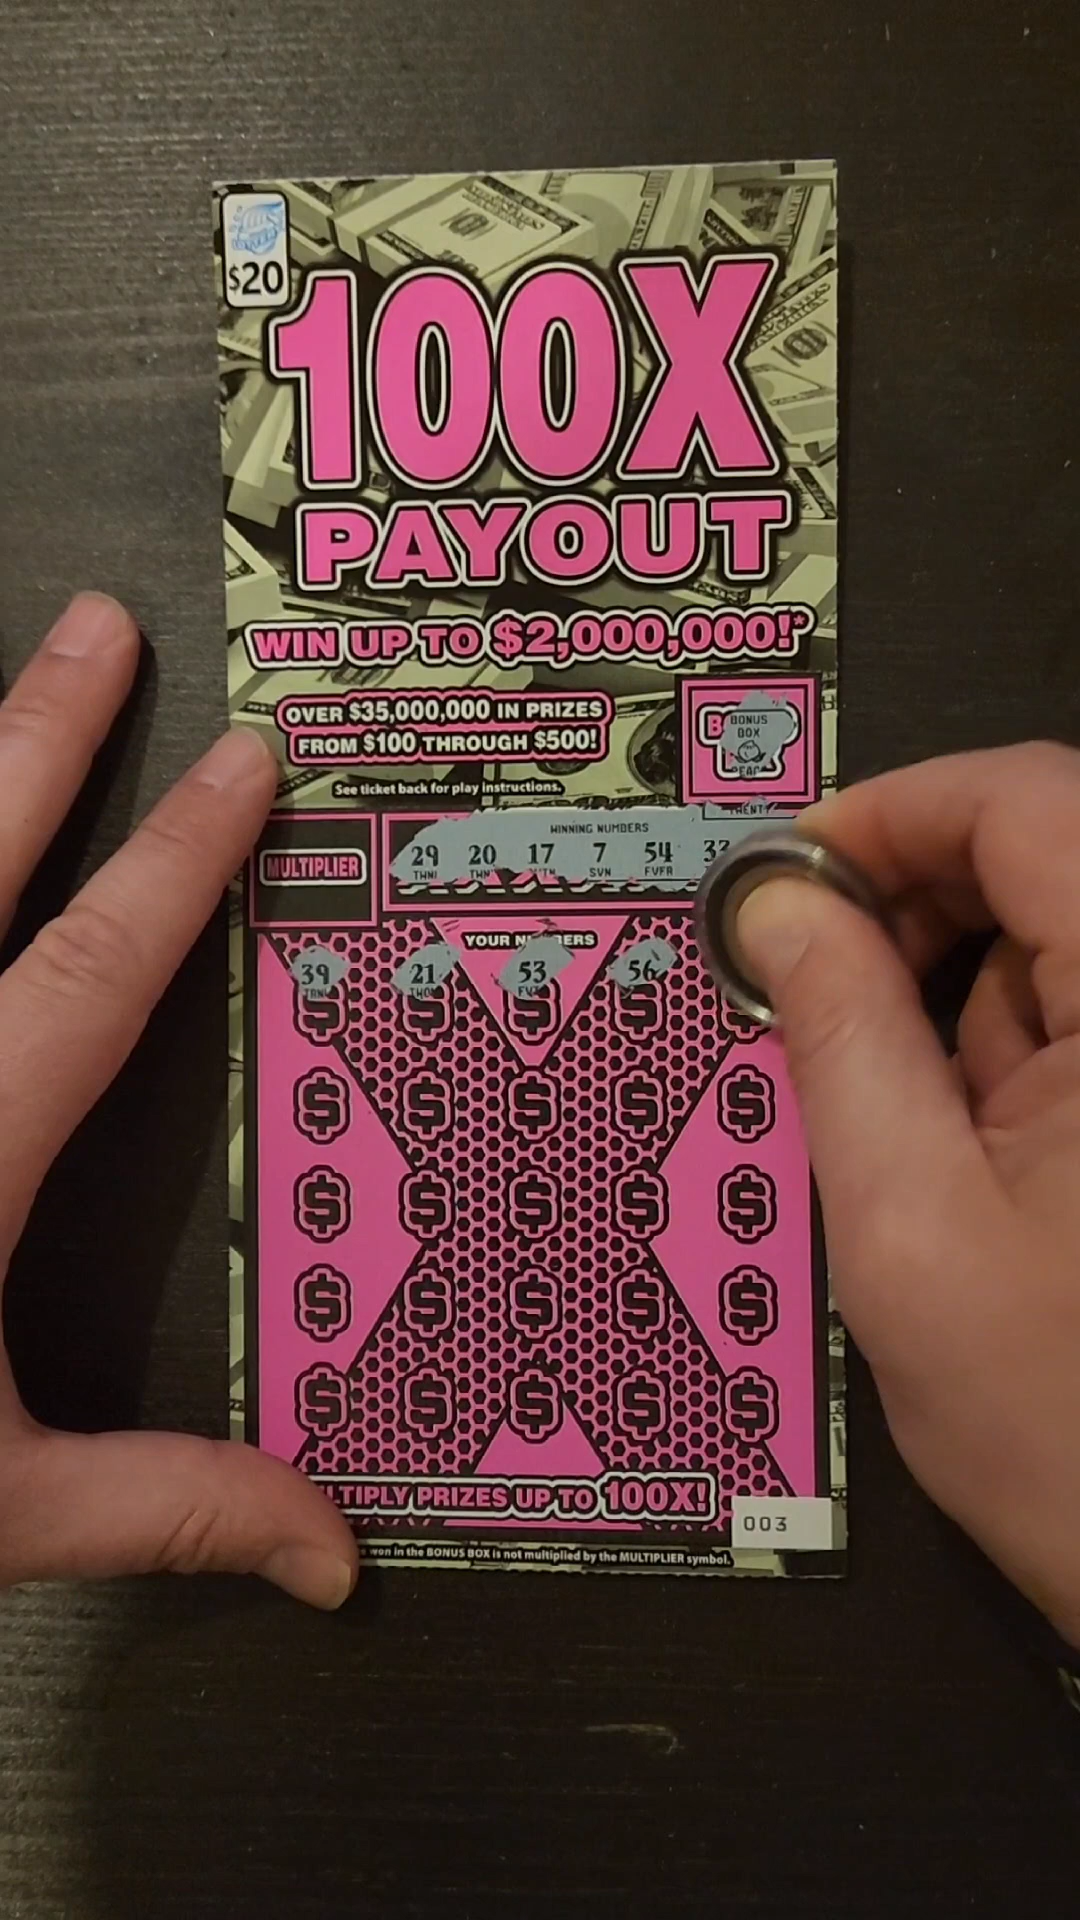 $20
100X
PAYOUT
WIN UP TO $2,000,000!*
OVER $35,000,000 IN PRIZES
FROM $100 THROUGH $500!
See ticket back for play instructions.
BONUS
BOX
TWENTY
MULTIPLIER
WINNING NUMBERS
29 20 17 7 54 33
SVN FVFR
YOUR NUMBERS
39 21 53 56
$ $ $ $ $
$ $ $ $ $
$ $ $ $ $
$ $ $ $ $
$ $ $ $ $
PRIZES UP TO 100X!
003
won in the BONUS BOX is not multiplied by the MULTIPLIER symbol.